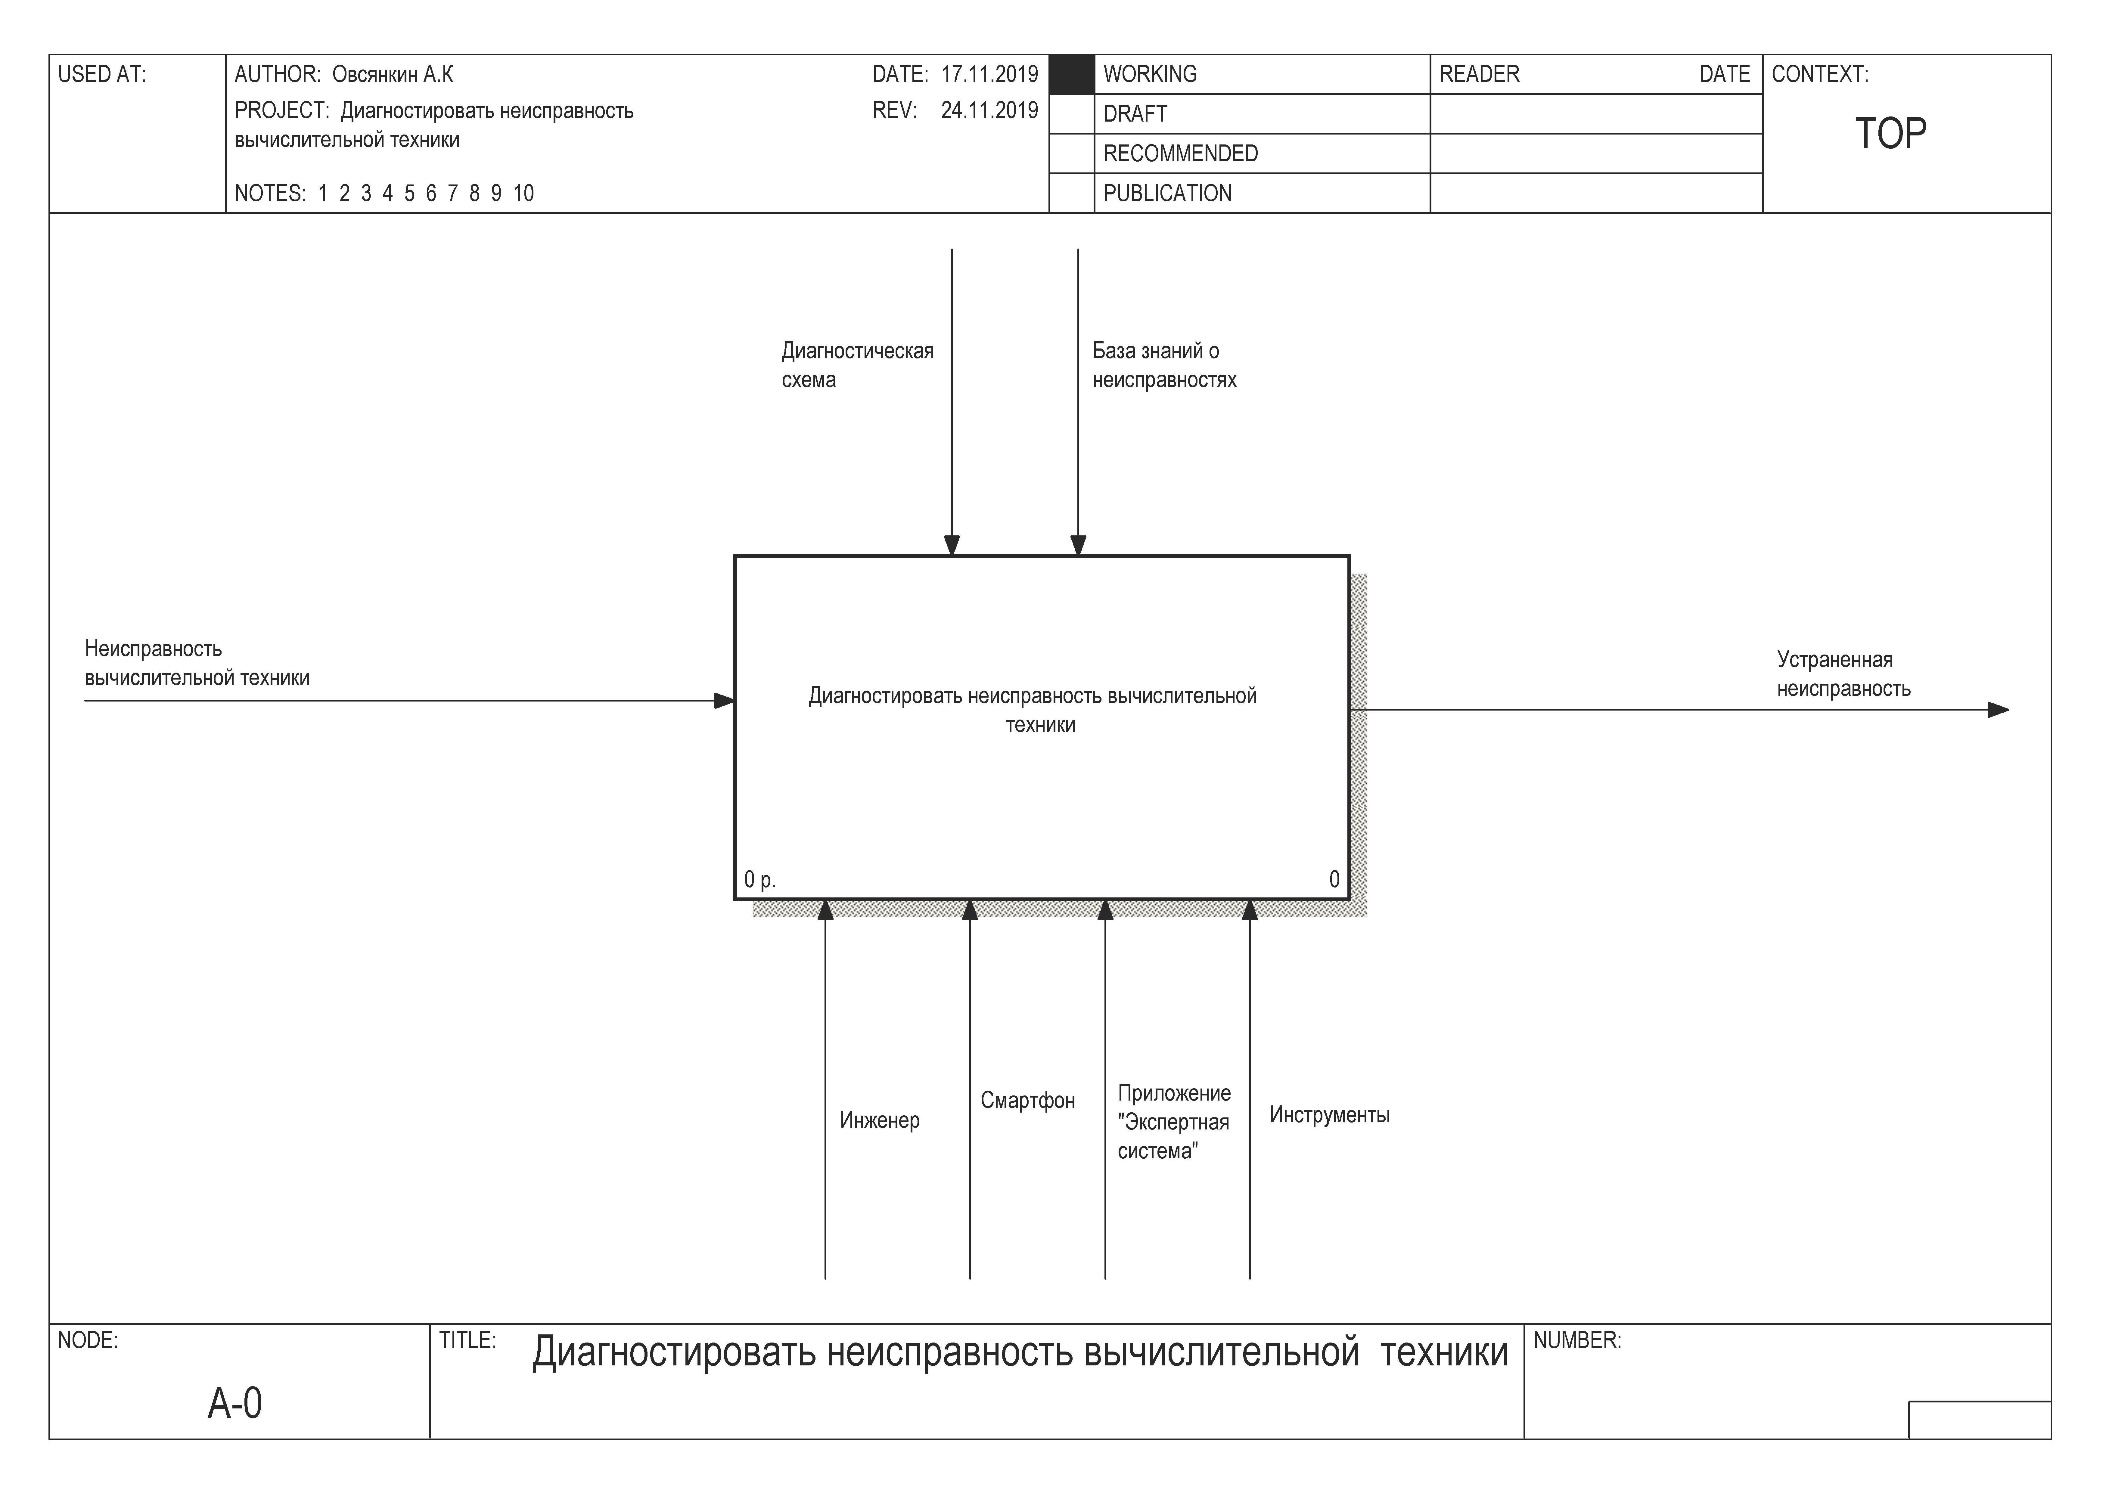 USED AT:
AUTHOR: Овсянкин А.К
DATE: 17.11.2019
PROJECT: Диагностировать неисправность
вычислительной техники
REV: 24.11.2019
NOTES: 1 2 3 4 5 6 7 8 9 10
WORKING
DRAFT
RECOMMENDED
PUBLICATION
READER
DATE
CONTEXT:
TOP
Диагностическая
схема
База знаний о
неисправностях
Неисправность
вычислительной техники
Диагностировать неисправность вычислительной
техники
0 р.
0
Устраненная
неисправность
Инженер
Смартфон
Приложение
"Экспертная
система"
Инструменты
NODE:
A-0
TITLE:
Диагностировать неисправность вычислительной техники
NUMBER: